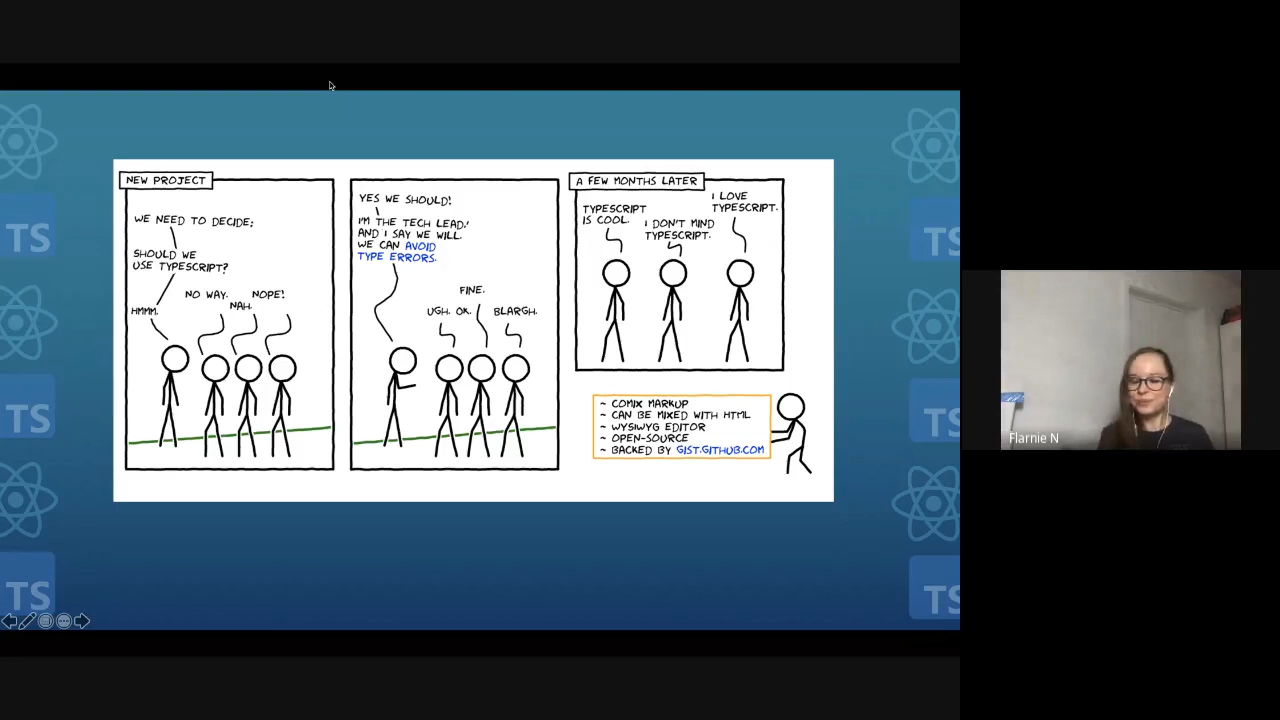 NEW PROJECT
WE NEED TO DECIDE:
SHOULD WE
USE TYPESCRIPT?
HMMM.
NO WAY.
NAH.
NOPE!
YES WE SHOULD!
I'M THE TECH LEAD!
AND I SAY WE WILL.
WE CAN AVOID
TYPE ERRORS.
UGH. OK.
FINE.
BLARGH.
A FEW MONTHS LATER
TYPESCRIPT
IS COOL.
I DON'T MIND
TYPESCRIPT.
I LOVE
TYPESCRIPT.
~ COMIX MARKUP
~ CAN BE MIXED WITH HTML
~ WYSIWYG EDITOR
~ OPEN-SOURCE
~ BACKED BY GIST.GITHUB.COM
TS
TS
TS
TS
TS
TS
Flarnie N